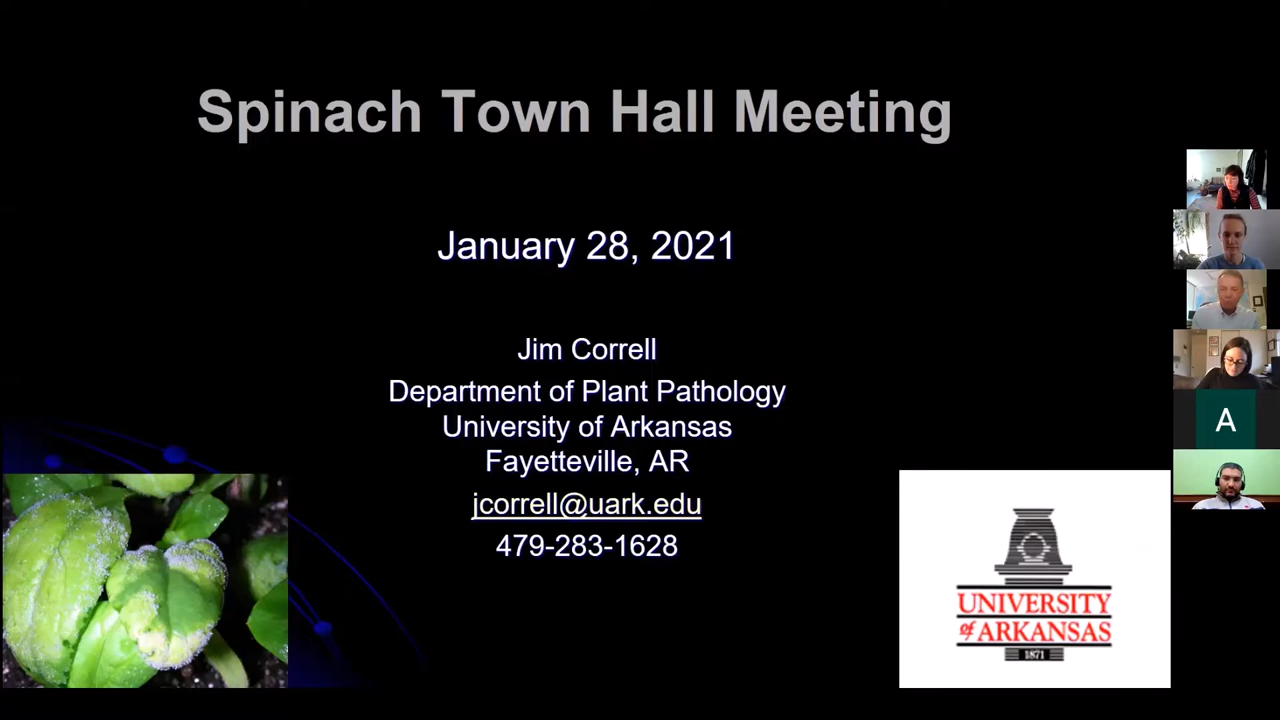 Spinach Town Hall Meeting
January 28, 2021
Jim Correll
Department of Plant Pathology
University of Arkansas
Fayetteville, AR
jcorrell@uark.edu
479-283-1628
A
UNIVERSITY
of ARKANSAS
1871